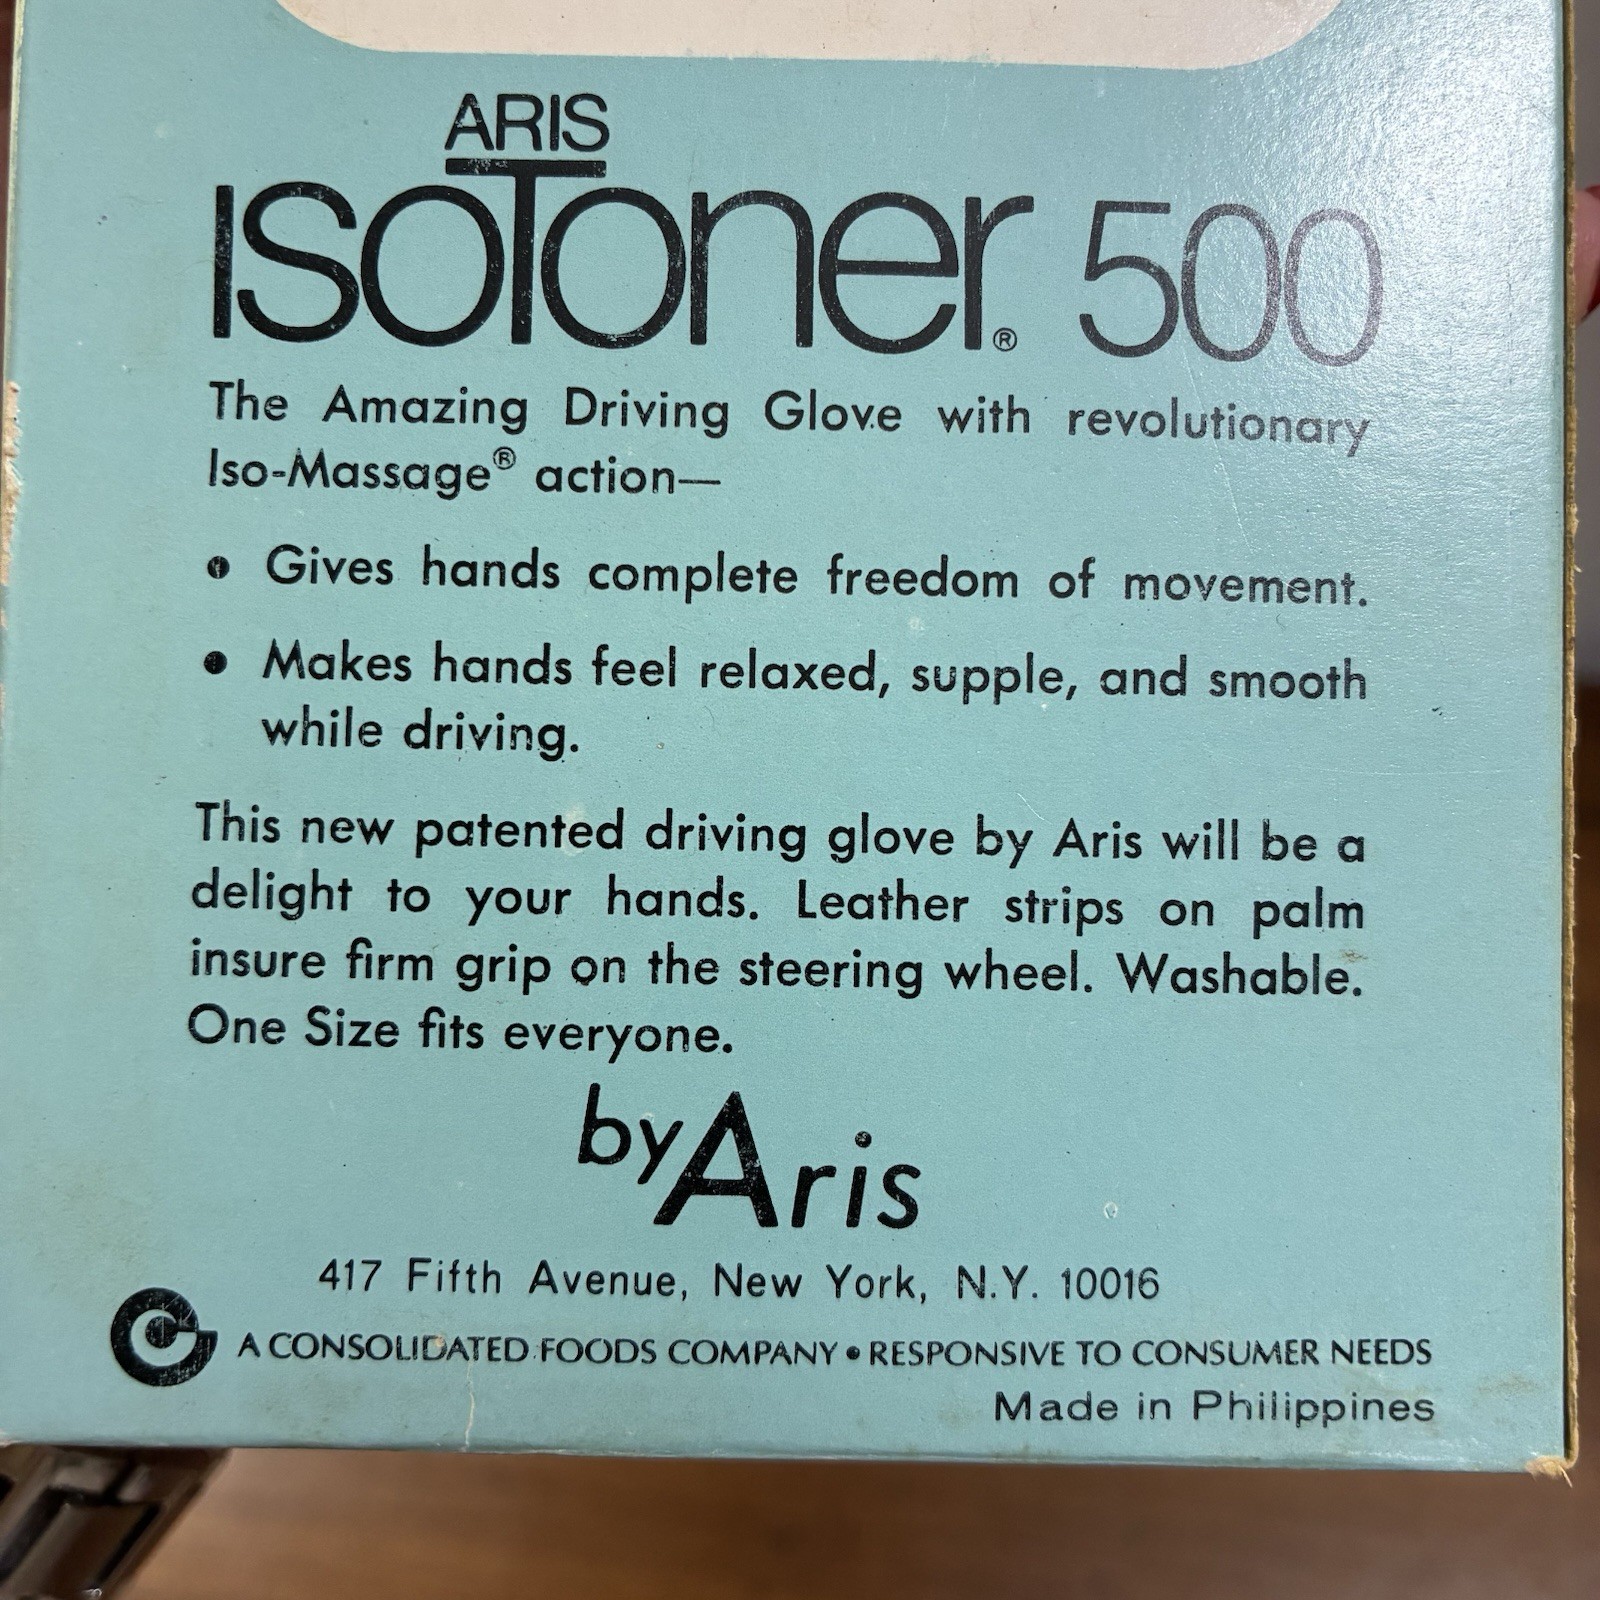 ARIS
ISOTONER® 500
The Amazing Driving Glove with revolutionary
Iso-Massage® action—
• Gives hands complete freedom of movement.
• Makes hands feel relaxed, supple, and smooth
while driving.
This new patented driving glove by Aris will be a
delight to your hands. Leather strips on palm
insure firm grip on the steering wheel. Washable.
One Size fits everyone.
by Aris
417 Fifth Avenue, New York, N.Y. 10016
A CONSOLIDATED FOODS COMPANY • RESPONSIVE TO CONSUMER NEEDS
Made in Philippines